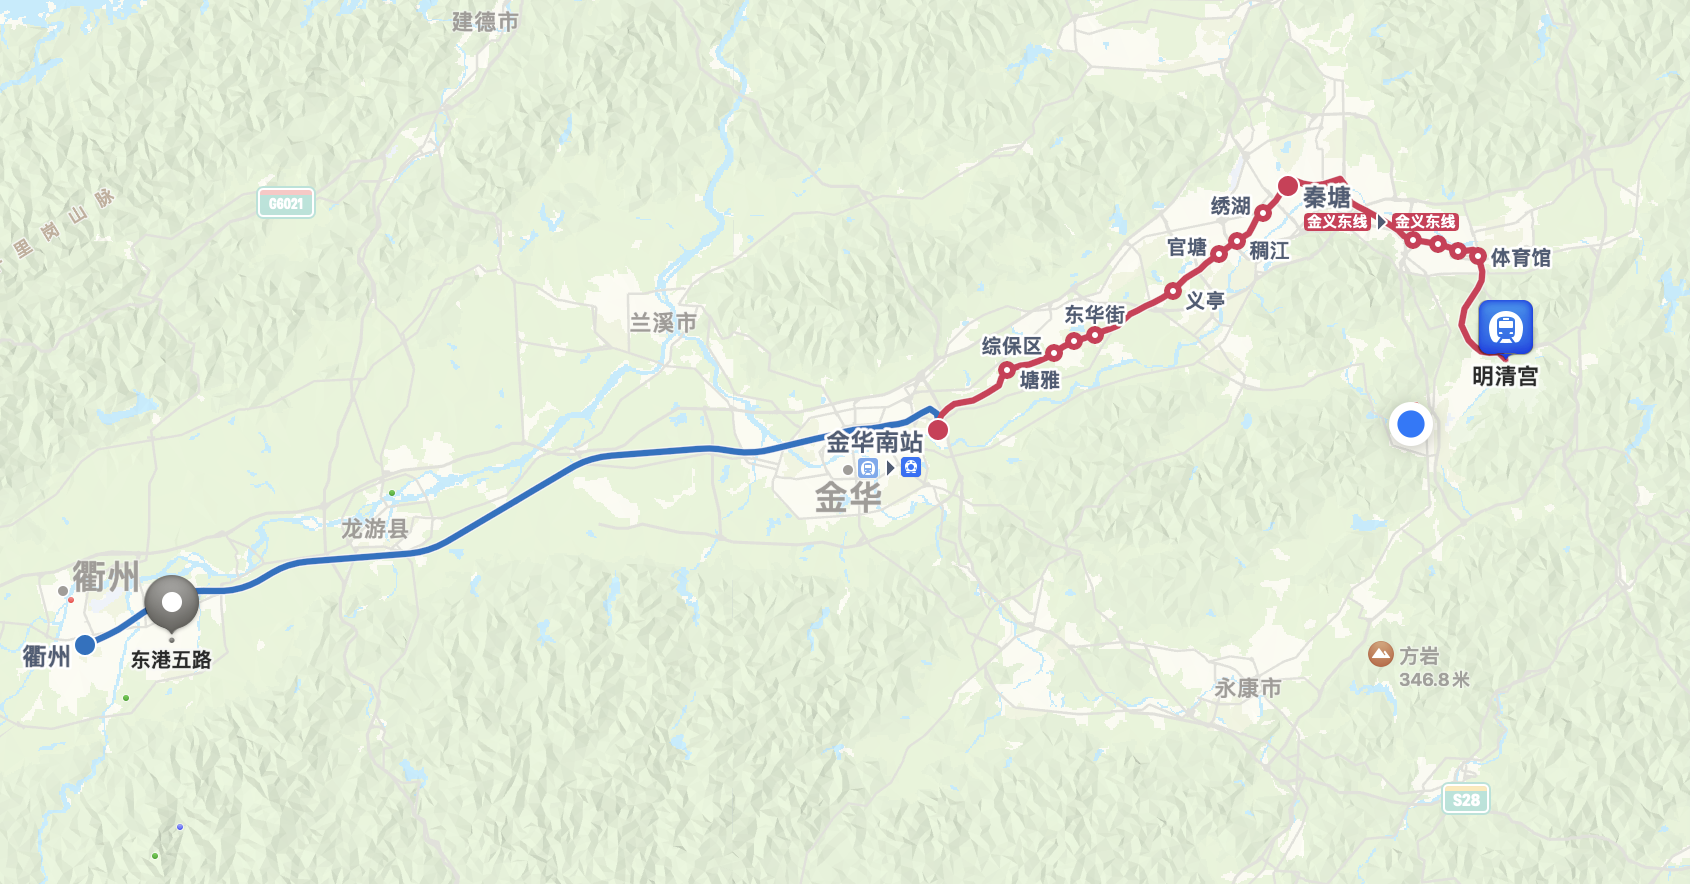 建德市
G6021
里岗山脉
绣湖
秦塘
金义东线
金义东线
官塘
稠江
体育馆
义亭
东华街
兰溪市
综保区
塘雅
明清宫
金华南站
金华
龙游县
衢州
衢州
东港五路
方岩
346.8米
永康市
S28